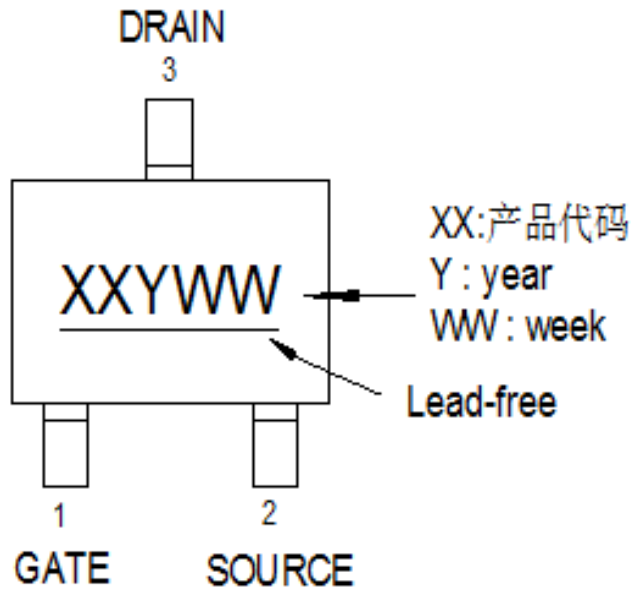 DRAIN
3
XXYWW
XX:产品代码
Y : year
WW : week
Lead-free
1
2
GATE
SOURCE